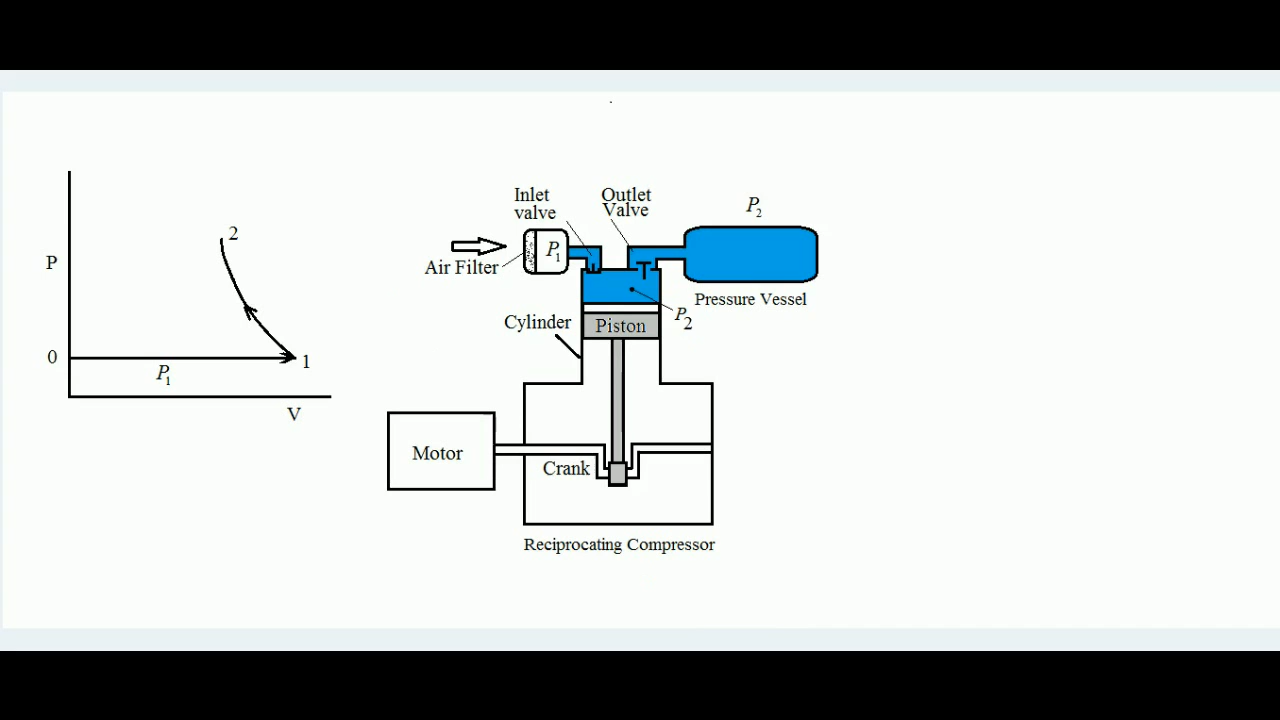 P
0
P1
V
1
2
Inlet
valve
Outlet
Valve
P2
P1
Air Filter
Pressure Vessel
P2
Cylinder
Piston
Motor
Crank
Reciprocating Compressor